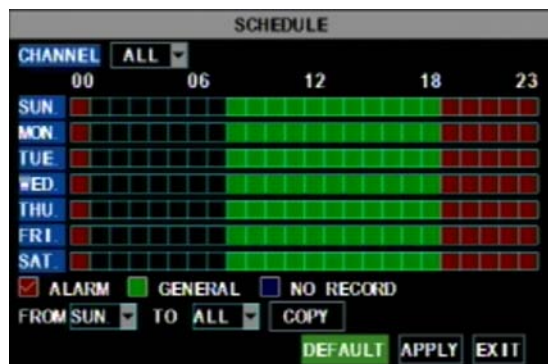 SCHEDULE
CHANNEL ALL
00 06 12 18 23
SUN.
MON.
TUE.
WED.
THU.
FRI.
SAT.
ALARM GENERAL NO RECORD
FROM SUN. TO ALL COPY
DEFAULT APPLY EXIT